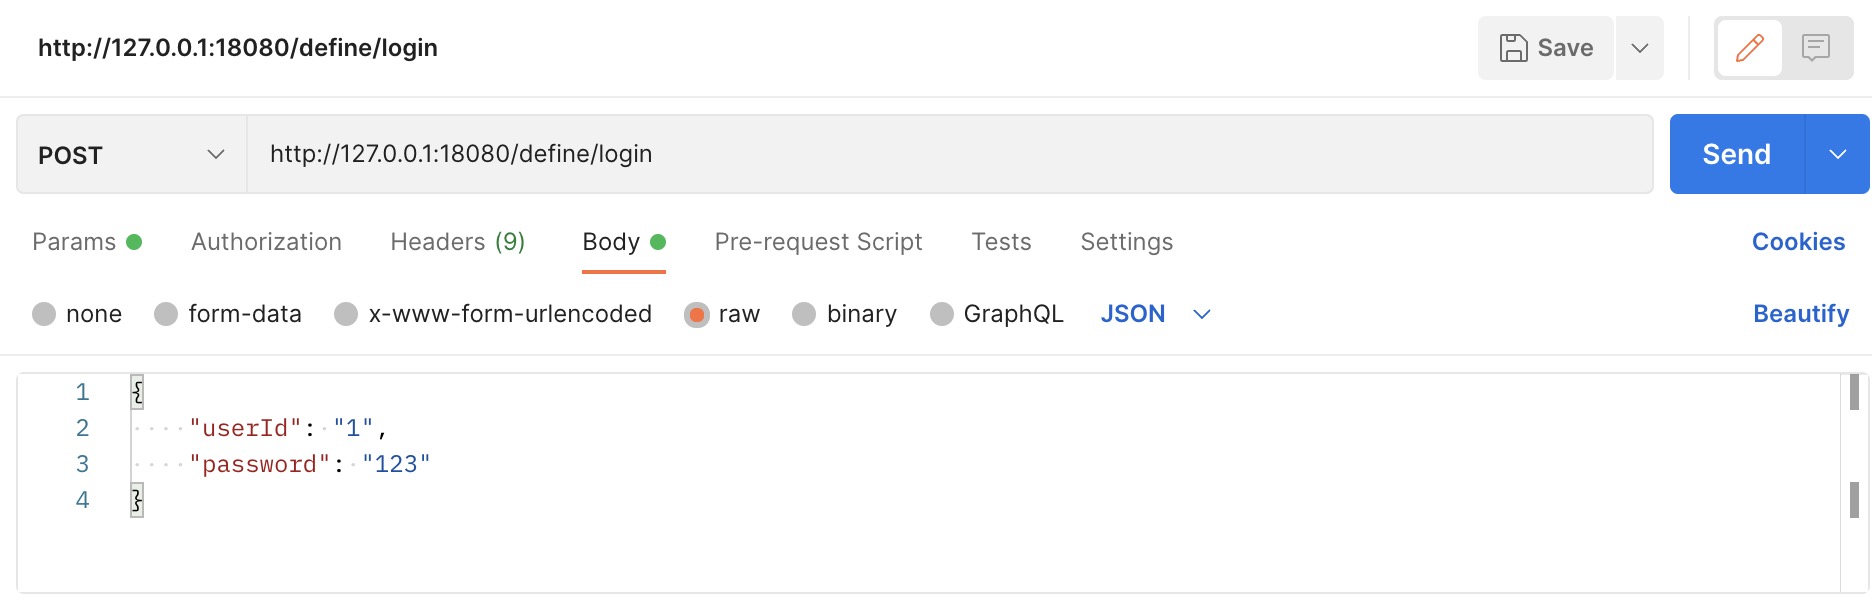 http://127.0.0.1:18080/define/login
Save
POST
http://127.0.0.1:18080/define/login
Send
Params
Authorization
Headers (9)
Body
Pre-request Script
Tests
Settings
Cookies
none
form-data
x-www-form-urlencoded
raw
binary
GraphQL
JSON
Beautify
1 {
2     "userId": "1",
3     "password": "123"
4 }